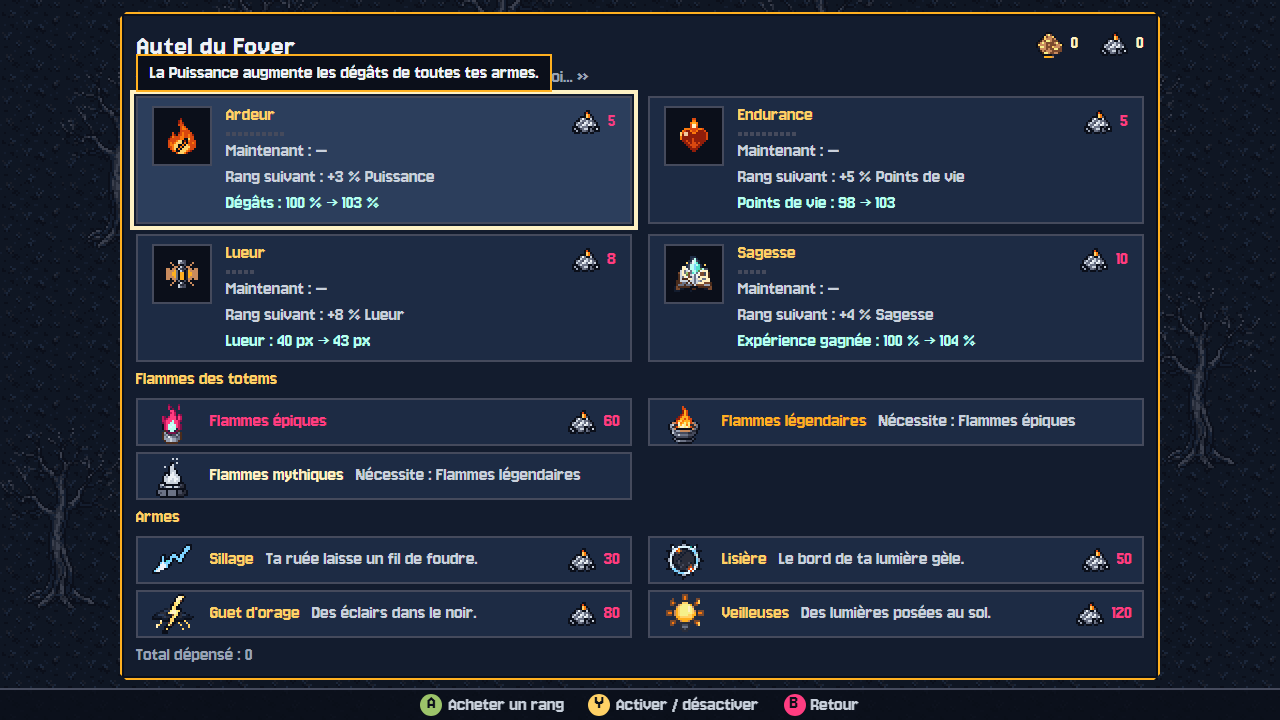 Autel du Foyer
0 0
La Puissance augmente les dégâts de toutes tes armes.
oi... »
Ardeur
5
Maintenant : —
Rang suivant : +3 % Puissance
Dégâts : 100 % → 103 %
Endurance
5
Maintenant : —
Rang suivant : +5 % Points de vie
Points de vie : 98 → 103
Lueur
8
Maintenant : —
Rang suivant : +8 % Lueur
Lueur : 40 px → 43 px
Sagesse
10
Maintenant : —
Rang suivant : +4 % Sagesse
Expérience gagnée : 100 % → 104 %
Flammes des totems
Flammes épiques 60
Flammes légendaires Nécessite : Flammes épiques
Flammes mythiques Nécessite : Flammes légendaires
Armes
Sillage Ta ruée laisse un fil de foudre. 30
Lisière Le bord de ta lumière gèle. 50
Guet d'orage Des éclairs dans le noir. 80
Veilleuses Des lumières posées au sol. 120
Total dépensé : 0
A Acheter un rang Y Activer / désactiver B Retour